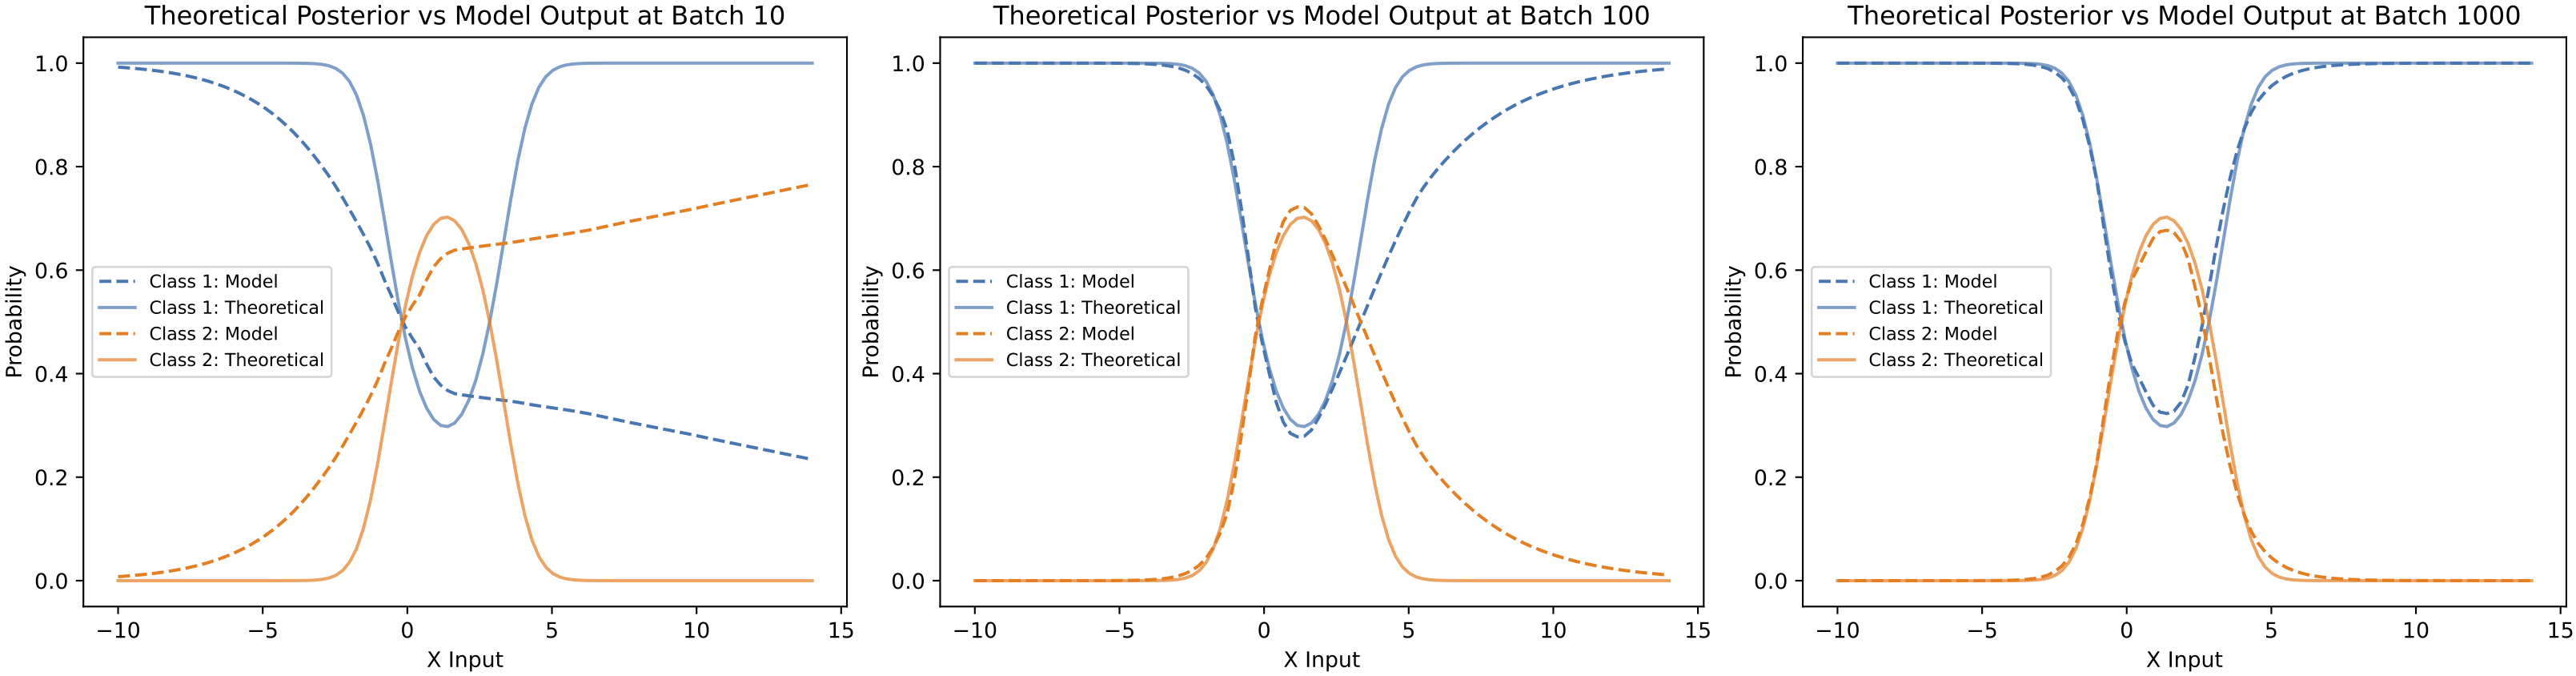 Theoretical Posterior vs Model Output at Batch 10
Probability
1.0
0.8
0.6
0.4
0.2
0.0
Class 1: Model
Class 1: Theoretical
Class 2: Model
Class 2: Theoretical
−10 −5 0 5 10 15
X Input
Theoretical Posterior vs Model Output at Batch 100
Probability
1.0
0.8
0.6
0.4
0.2
0.0
Class 1: Model
Class 1: Theoretical
Class 2: Model
Class 2: Theoretical
−10 −5 0 5 10 15
X Input
Theoretical Posterior vs Model Output at Batch 1000
Probability
1.0
0.8
0.6
0.4
0.2
0.0
Class 1: Model
Class 1: Theoretical
Class 2: Model
Class 2: Theoretical
−10 −5 0 5 10 15
X Input